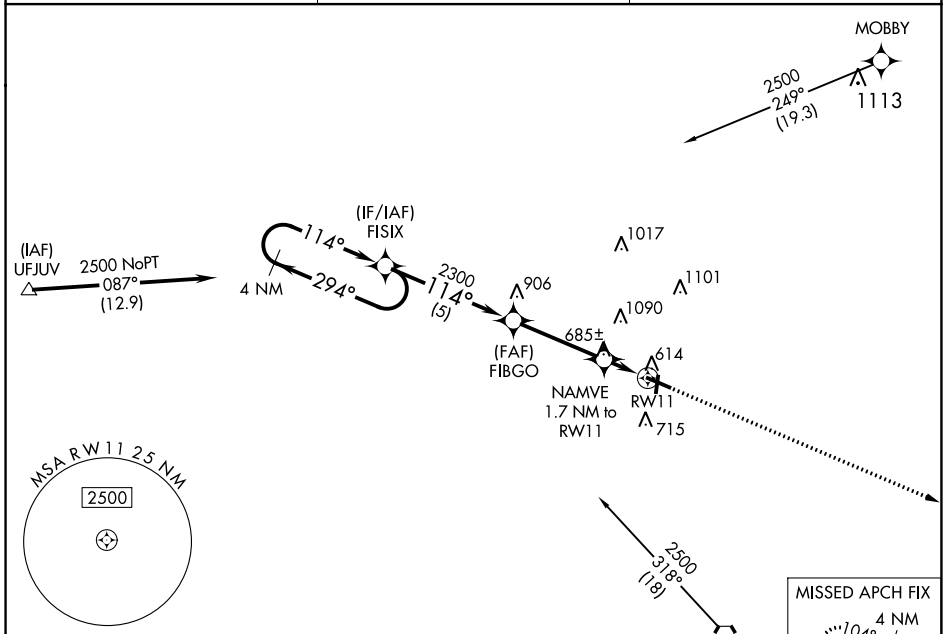 MOBBY
2500
249°
(19.3)
1113
(IF/IAF)
FISIX
114°
294°
4 NM
(IAF)
UFJUV
2500 NoPT
087°
(12.9)
2300
114°
(5)
906
1017
1101
1090
685±
614
(FAF)
FIBGO
NAMVE
1.7 NM to
RW11
RW11
715
MSA RW11 25 NM
2500
2500
318°
(18)
MISSED APCH FIX
4 NM
104°